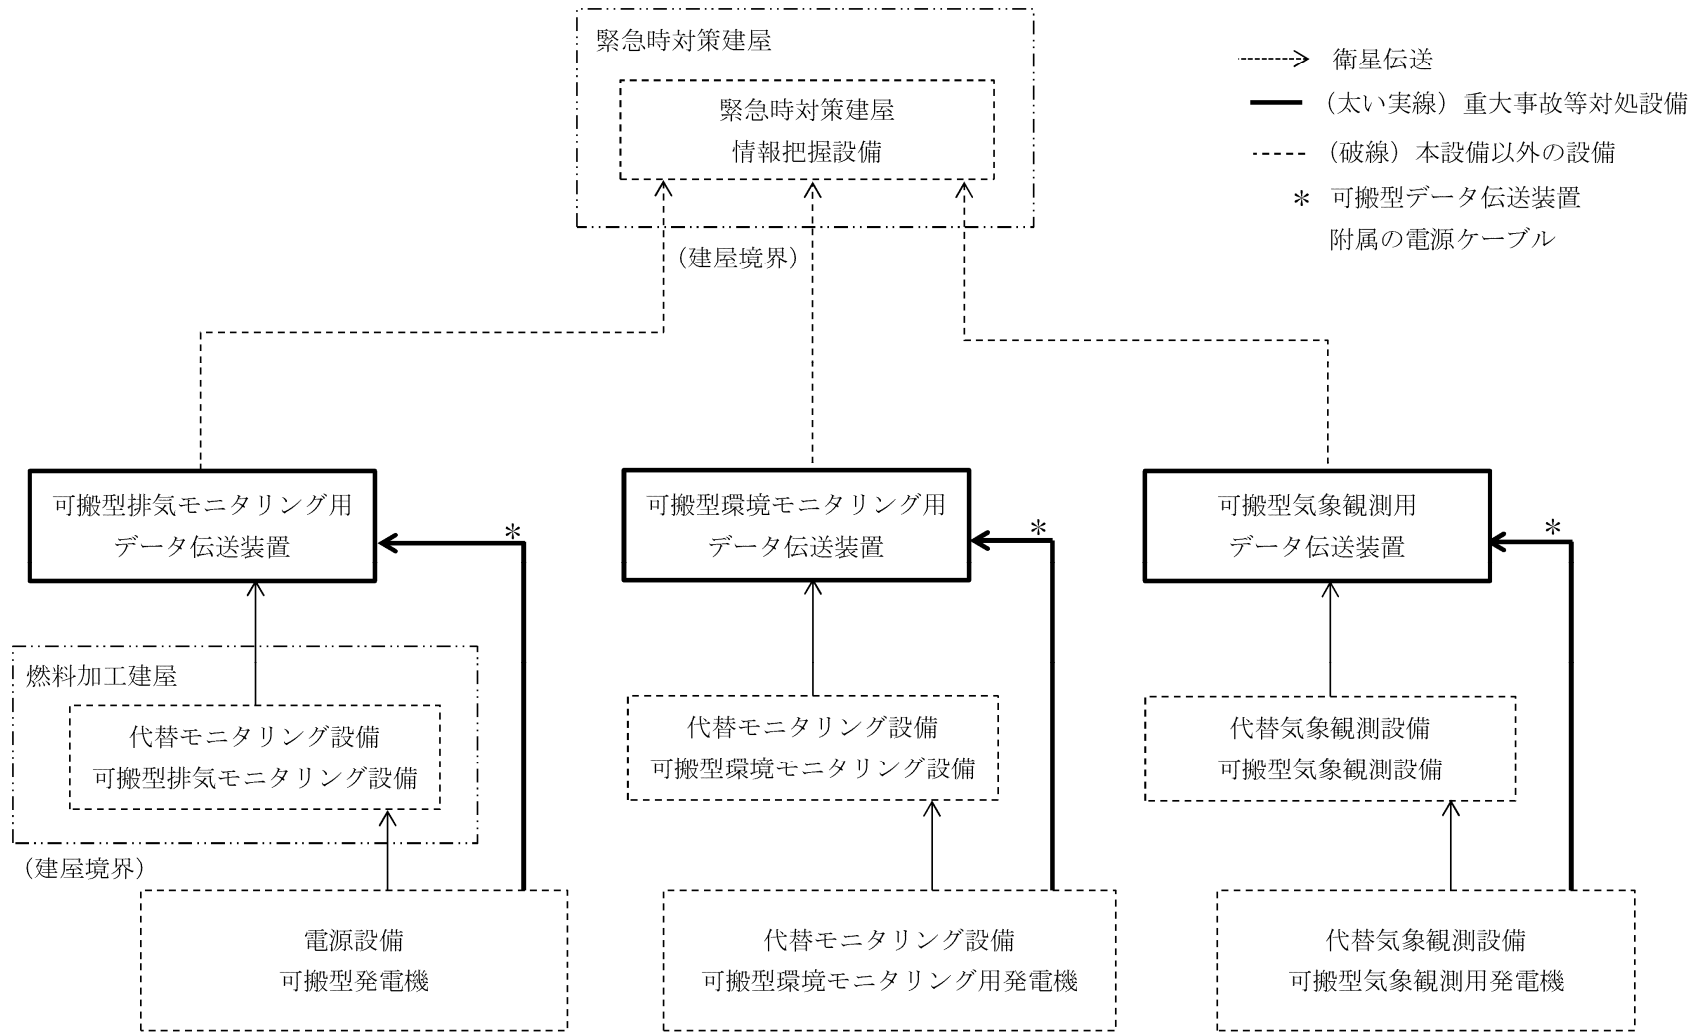 緊急時対策建屋
緊急時対策建屋
情報把握設備
（建屋境界）
衛星伝送
（太い実線）重大事故等対処設備
（破線）本設備以外の設備
＊ 可搬型データ伝送装置
附属の電源ケーブル
可搬型排気モニタリング用
データ伝送装置
＊
可搬型環境モニタリング用
データ伝送装置
＊
可搬型気象観測用
データ伝送装置
＊
燃料加工建屋
代替モニタリング設備
可搬型排気モニタリング設備
（建屋境界）
代替モニタリング設備
可搬型環境モニタリング設備
代替気象観測設備
可搬型気象観測設備
電源設備
可搬型発電機
代替モニタリング設備
可搬型環境モニタリング用発電機
代替気象観測設備
可搬型気象観測用発電機